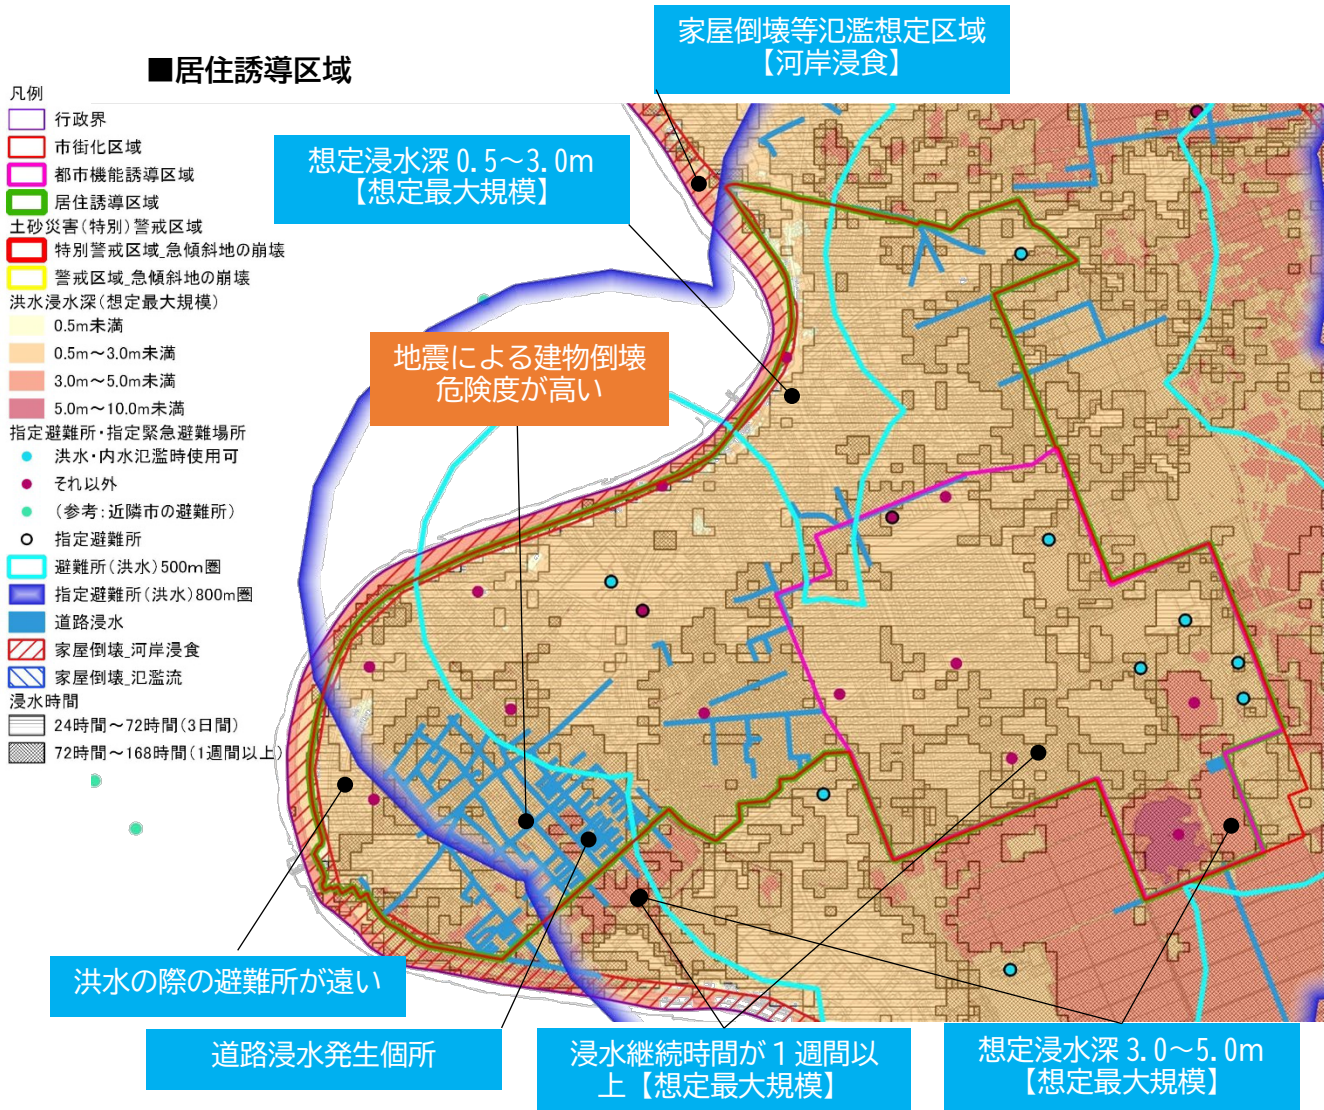 家屋倒壊等氾濫想定区域
【河岸浸食】
■居住誘導区域
凡例
行政界
市街化区域
都市機能誘導区域
居住誘導区域
土砂災害(特別)警戒区域
特別警戒区域_急傾斜地の崩壊
警戒区域_急傾斜地の崩壊
洪水浸水深(想定最大規模)
0.5m未満
0.5m～3.0m未満
3.0m～5.0m未満
5.0m～10.0m未満
指定避難所・指定緊急避難場所
洪水・内水氾濫時使用可
それ以外
(参考:近隣市の避難所)
指定避難所
避難所(洪水)500m圏
指定避難所(洪水)800m圏
道路浸水
家屋倒壊_河岸浸食
家屋倒壊_氾濫流
浸水時間
24時間～72時間(3日間)
72時間～168時間(1週間以上)
想定浸水深 0.5～3.0m
【想定最大規模】
地震による建物倒壊
危険度が高い
洪水の際の避難所が遠い
道路浸水発生個所
浸水継続時間が１週間以
上【想定最大規模】
想定浸水深 3.0～5.0m
【想定最大規模】